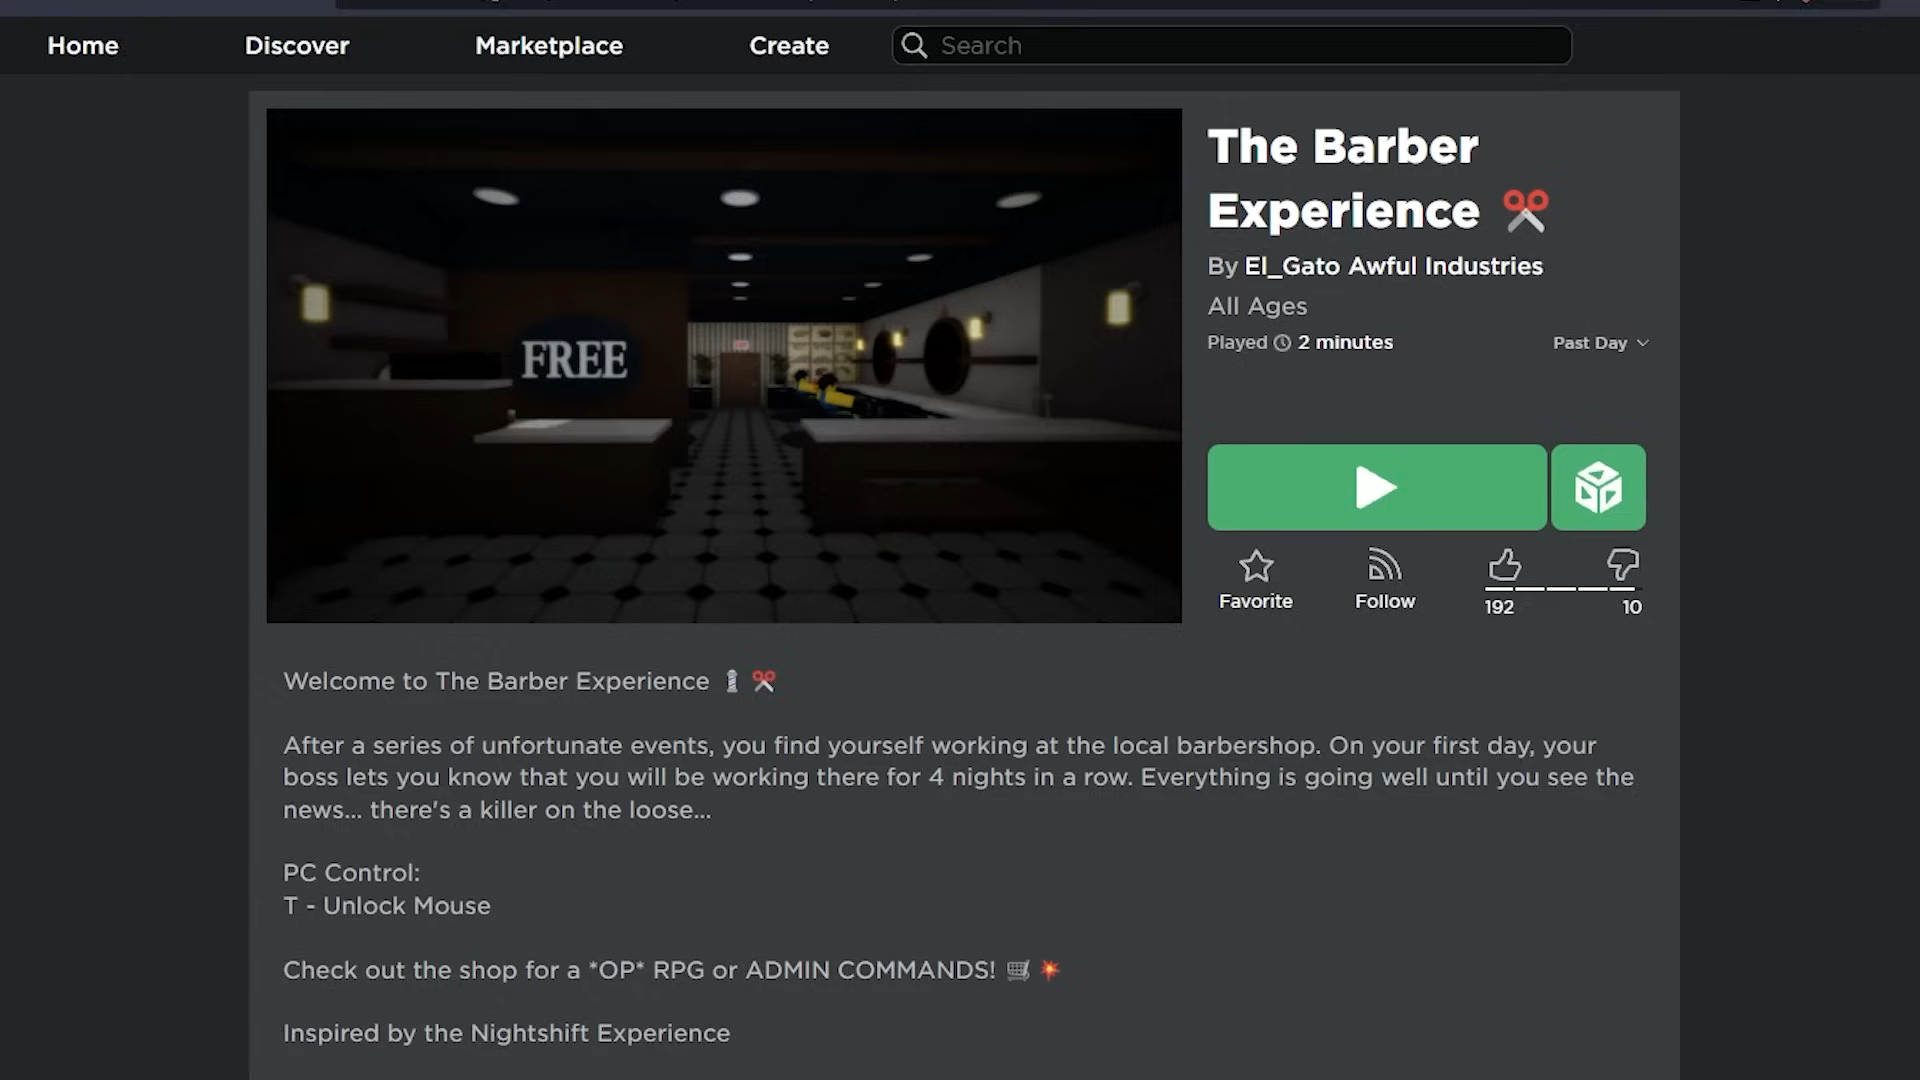 Home Discover Marketplace Create Search
The Barber
Experience
By El_Gato Awful Industries
All Ages
Played 2 minutes Past Day
FREE
Favorite Follow 192 10
Welcome to The Barber Experience
After a series of unfortunate events, you find yourself working at the local barbershop. On your first day, your
boss lets you know that you will be working there for 4 nights in a row. Everything is going well until you see the
news... there's a killer on the loose...
PC Control:
T - Unlock Mouse
Check out the shop for a *OP* RPG or ADMIN COMMANDS!
Inspired by the Nightshift Experience